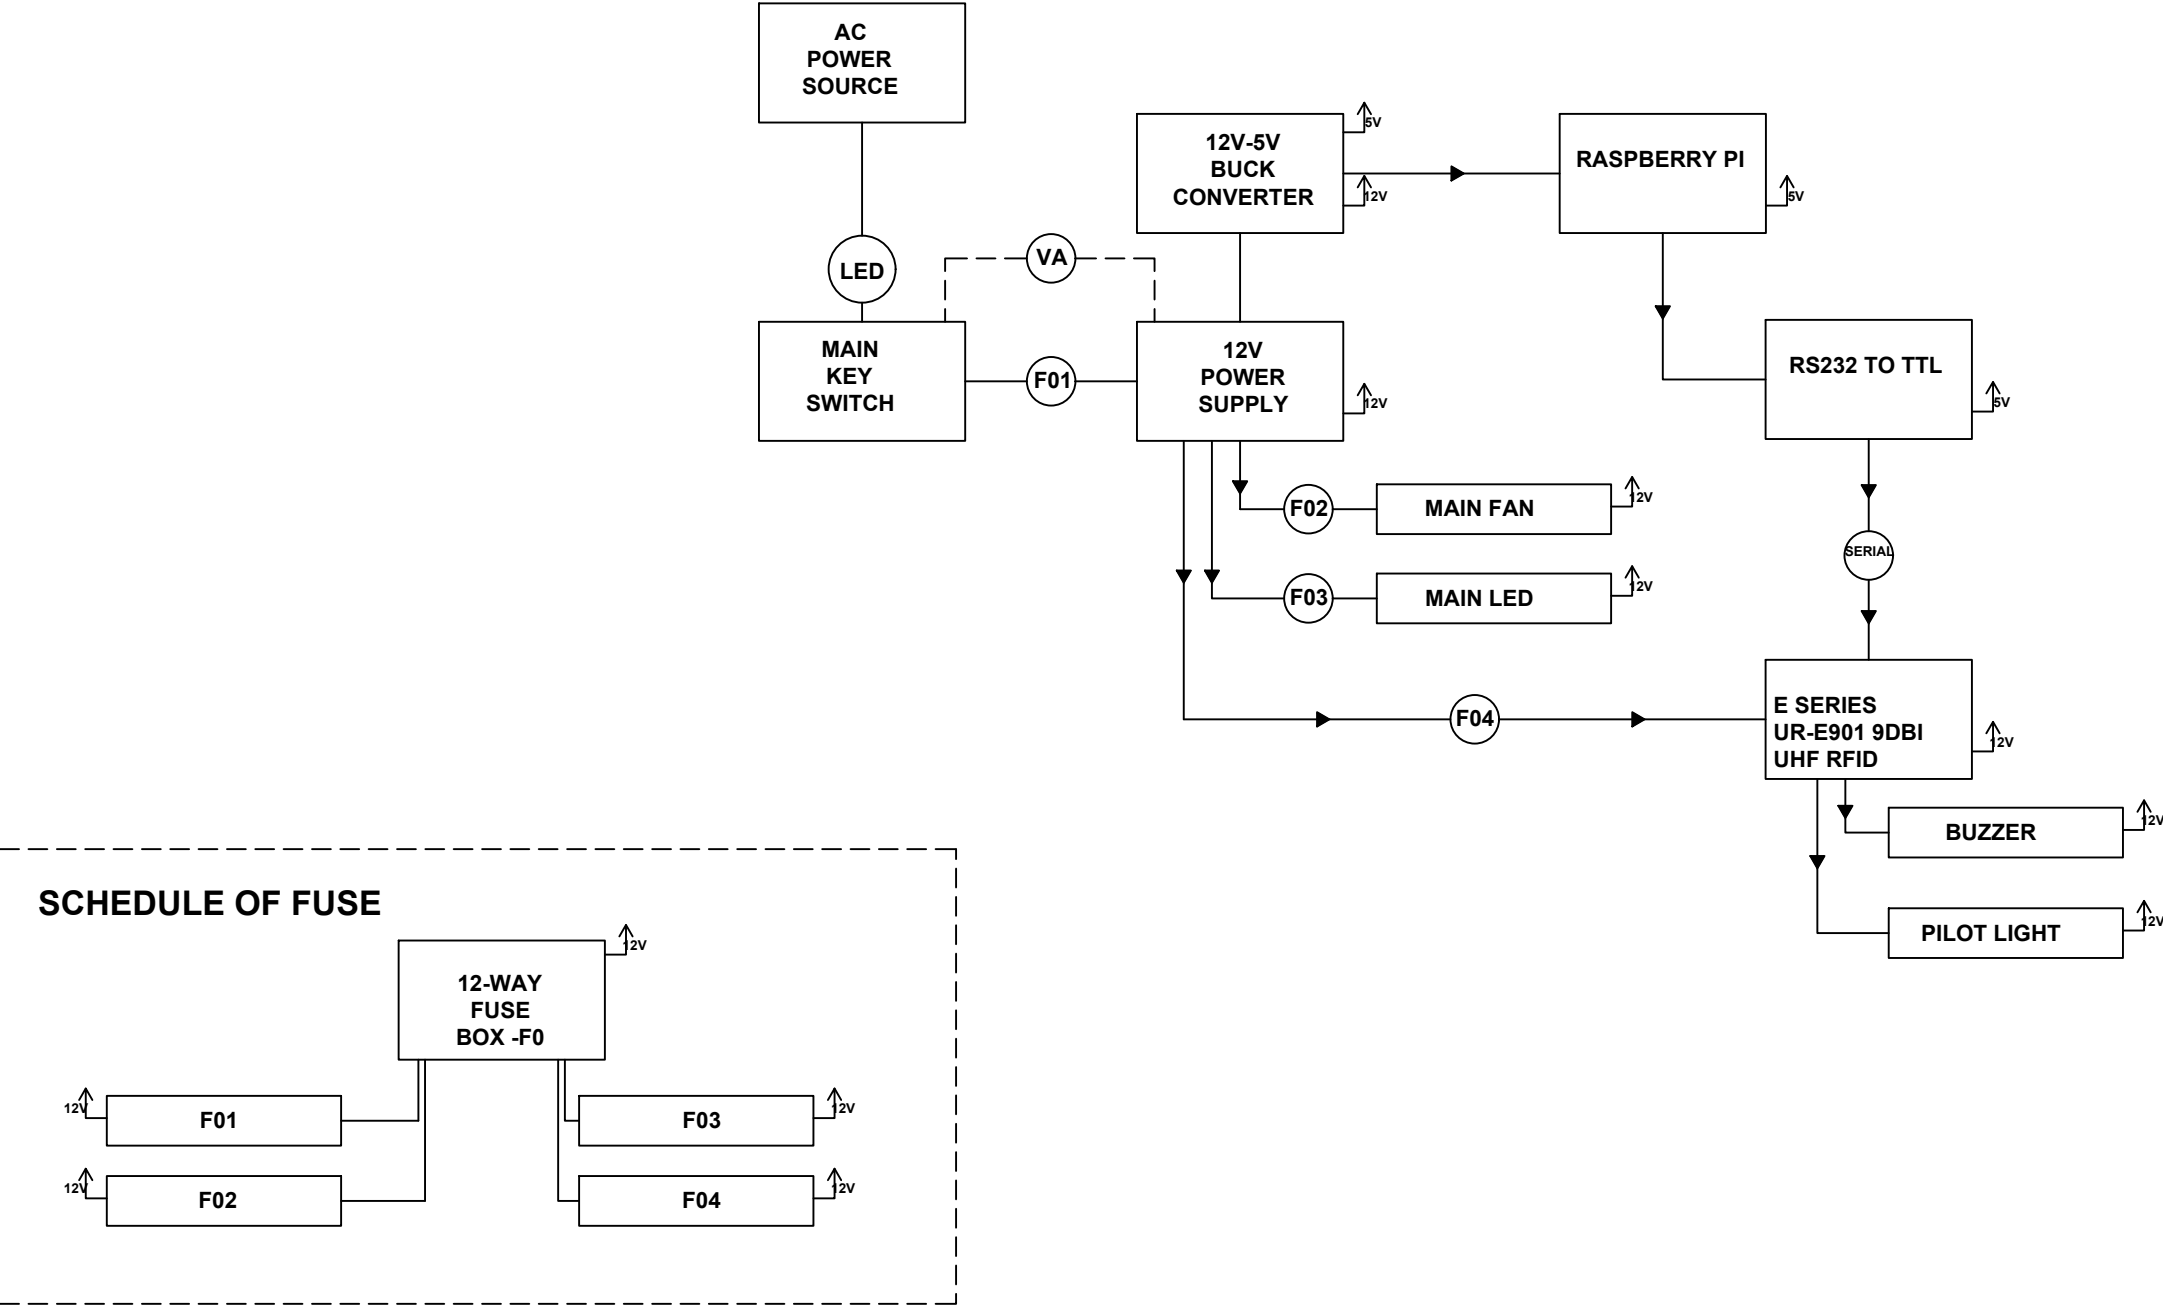 AC
POWER
SOURCE
12V-5V
BUCK
CONVERTER
5V
12V
RASPBERRY PI
5V
LED
VA
MAIN
KEY
SWITCH
F01
12V
POWER
SUPPLY
12V
RS232 TO TTL
5V
F02
MAIN FAN
12V
SERIAL
F03
MAIN LED
12V
F04
E SERIES
UR-E901 9DBI
UHF RFID
12V
BUZZER
12V
PILOT LIGHT
12V
SCHEDULE OF FUSE
12-WAY
FUSE
BOX -F0
12V
12V
F01
F03
12V
12V
F02
F04
12V